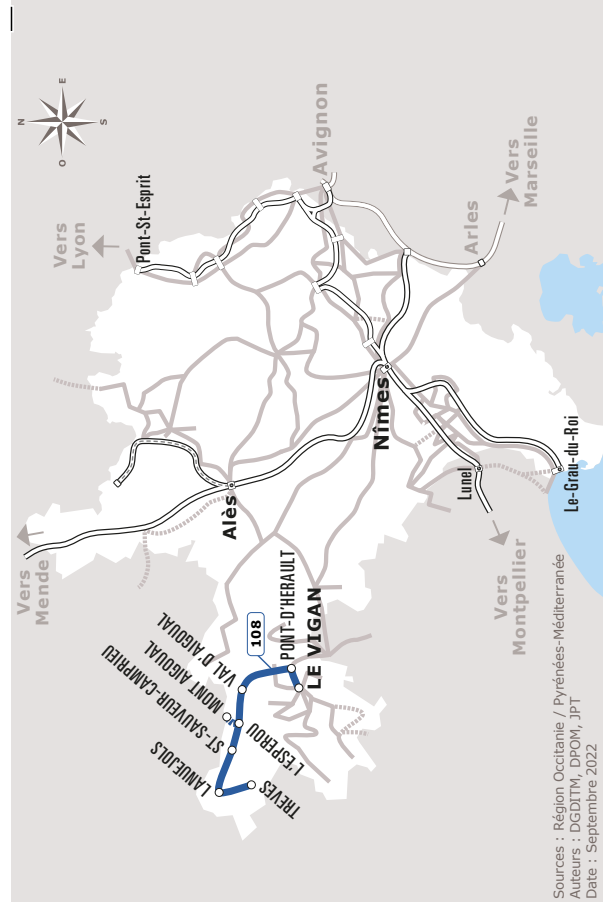 N
E
O
S
Vers
Lyon
Pont-St-Esprit
Avignon
Vers
Marseille
Arles
Vers
Mende
Alès
Nîmes
Lunel
Le-Grau-du-Roi
Vers
Montpellier
108
PONT-D'HERAULT
LE VIGAN
VAL D'AIGOUAL
MONT AIGOUAL
ST-SAUVEUR-CAMPRIEU
L'ESPEROU
LANUEJOLS
TREVES
Sources : Région Occitanie / Pyrénées-Méditerranée
Auteurs : DGDITM, DPOM, JPT
Date : Septembre 2022